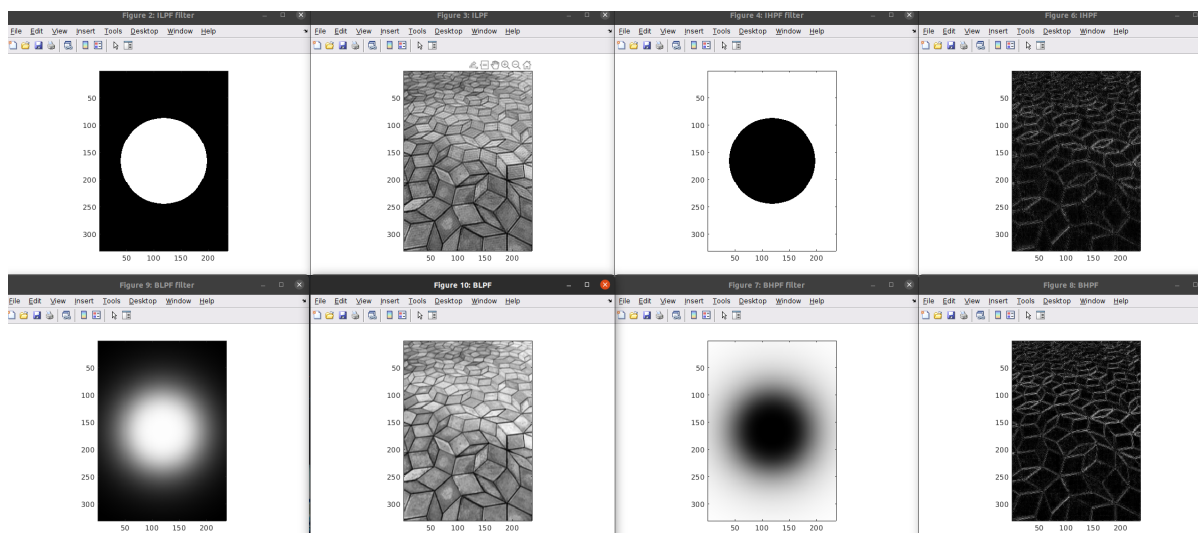 Figure 2: ILPF filter
File Edit View Insert Tools Desktop Window Help
50
100
150
200
250
300
50 100 150 200
Figure 3: ILPF
File Edit View Insert Tools Desktop Window Help
50
100
150
200
250
300
50 100 150 200
Figure 4: IHPF filter
File Edit View Insert Tools Desktop Window Help
50
100
150
200
250
300
50 100 150 200
Figure 6: IHPF
File Edit View Insert Tools Desktop Window Help
50
100
150
200
250
300
50 100 150 200
Figure 9: BLPF filter
File Edit View Insert Tools Desktop Window Help
50
100
150
200
250
300
50 100 150 200
Figure 10: BLPF
File Edit View Insert Tools Desktop Window Help
50
100
150
200
250
300
50 100 150 200
Figure 7: BHPF filter
File Edit View Insert Tools Desktop Window Help
50
100
150
200
250
300
50 100 150 200
Figure 8: BHPF
File Edit View Insert Tools Desktop Window Help
50
100
150
200
250
300
50 100 150 200